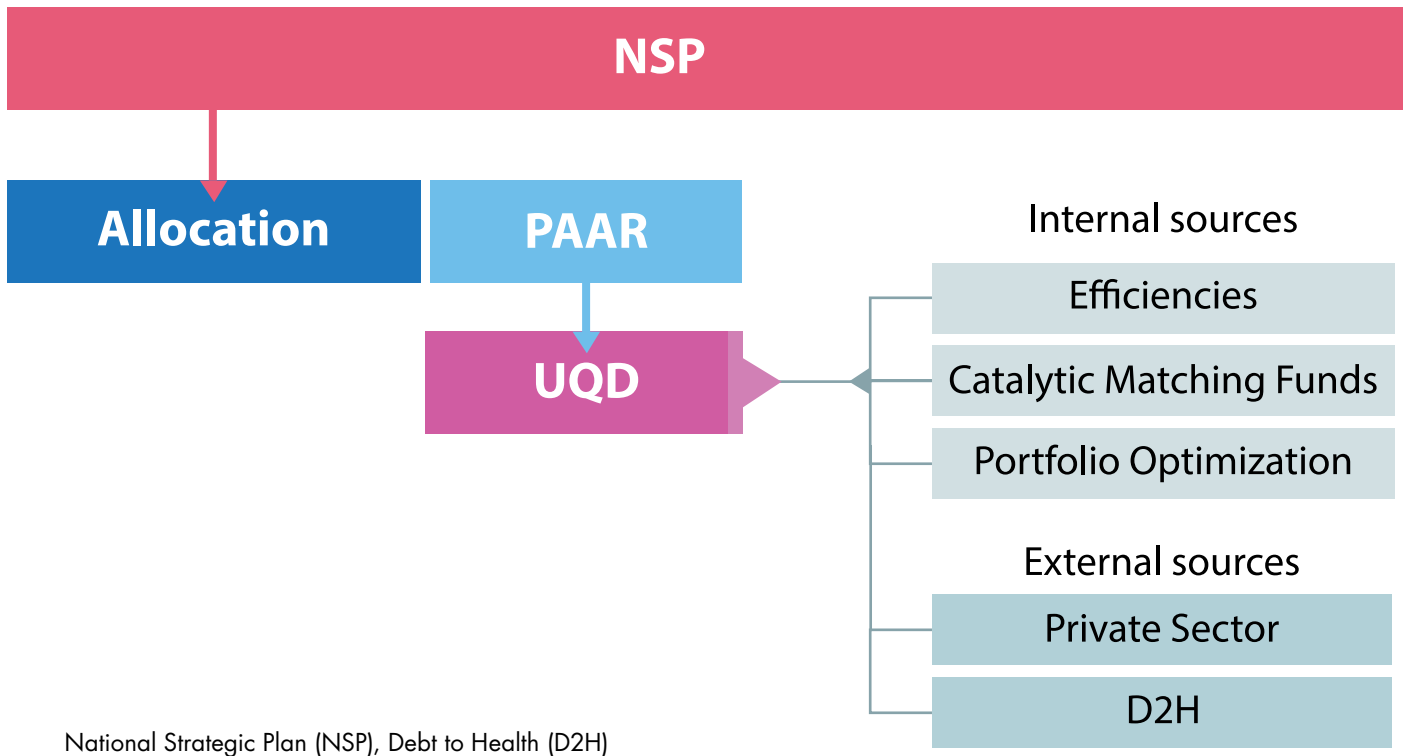 NSP
Allocation
PAAR
UQD
Internal sources
Efficiencies
Catalytic Matching Funds
Portfolio Optimization
External sources
Private Sector
D2H
National Strategic Plan (NSP), Debt to Health (D2H)